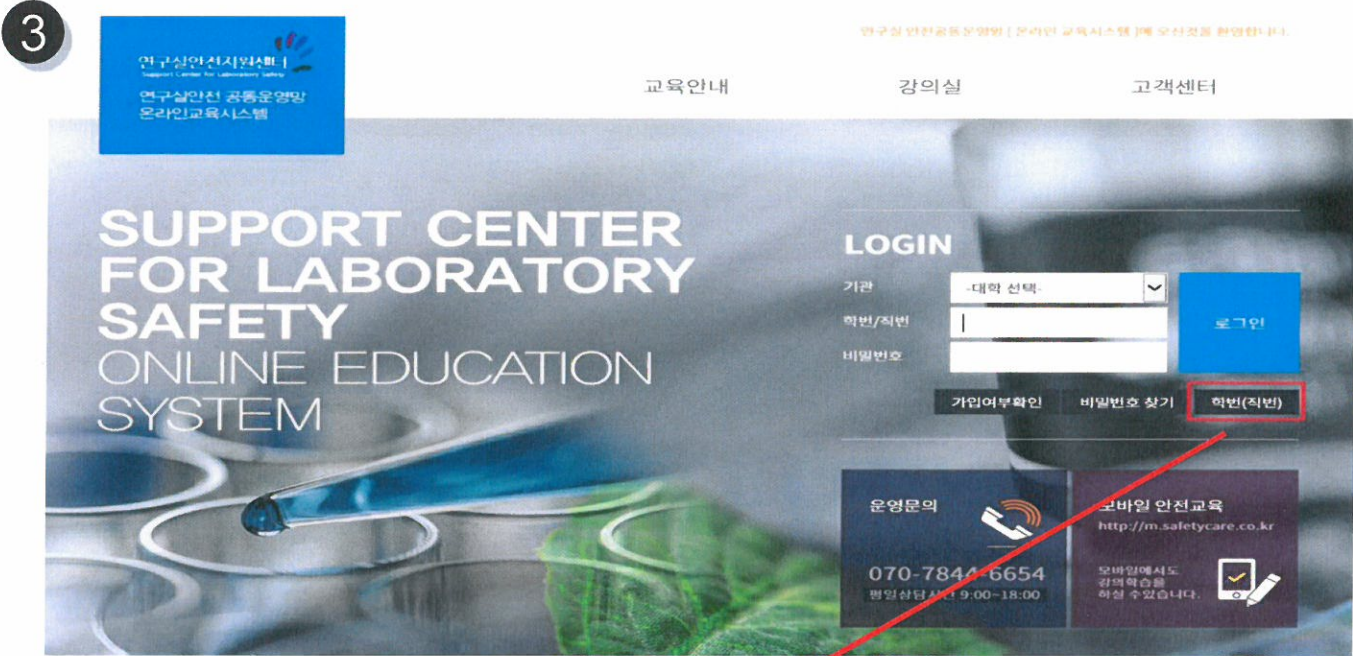 3
연구실안전지원센터
Support Center for Laboratory Safety
연구실안전 공통운영망
온라인교육시스템
연구실 안전공통운영망 [ 온라인 교육시스템 ]에 오신것을 환영합니다.
교육안내
강의실
고객센터
SUPPORT CENTER
FOR LABORATORY
SAFETY
ONLINE EDUCATION
SYSTEM
LOGIN
기관
-대학 선택-
학번/직번
비밀번호
로그인
가입여부확인
비밀번호 찾기
학번(직번)
운영문의
070-7844-6654
평일상담시간 9:00~18:00
모바일 안전교육
http://m.safetycare.co.kr
모바일에서도
강의학습을
하실 수있습니다.